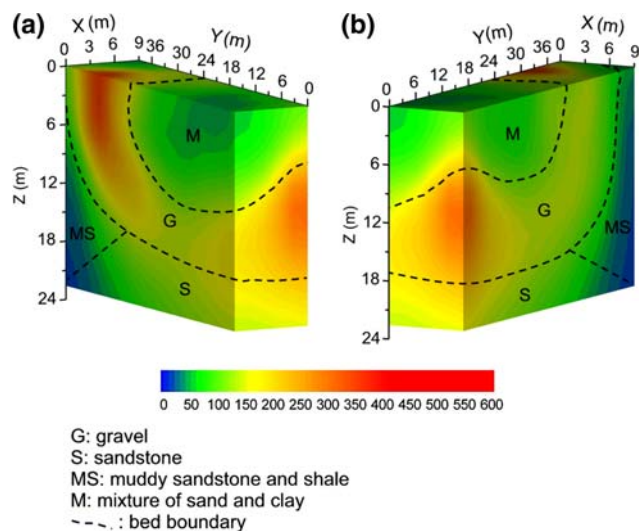 (a)
X (m)
0 3 6 9
Y (m)
36 30 24 18 12 6 0
Z (m)
0
6
12
18
24
M
G
MS
S
(b)
Y(m)
0 6 12 18 24 30 36
X (m)
0 3 6 9
Z (m)
0
6
12
18
24
M
G
MS
S
0 50 100 150 200 250 300 350 400 450 500 550 600
G: gravel
S: sandstone
MS: muddy sandstone and shale
M: mixture of sand and clay
: bed boundary